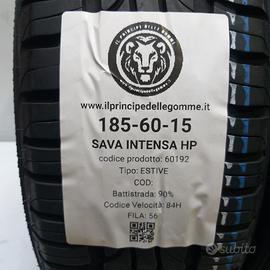 IL PRINCIPE DELLE GOMME
www.ilprincipedellegomme.it
185-60-15
SAVA INTENSA HP
codice prodotto: 60192
Tipo: ESTIVE
COD:
Battistrada: 90%
Codice Velocità: 84H
FILA: 56
subito